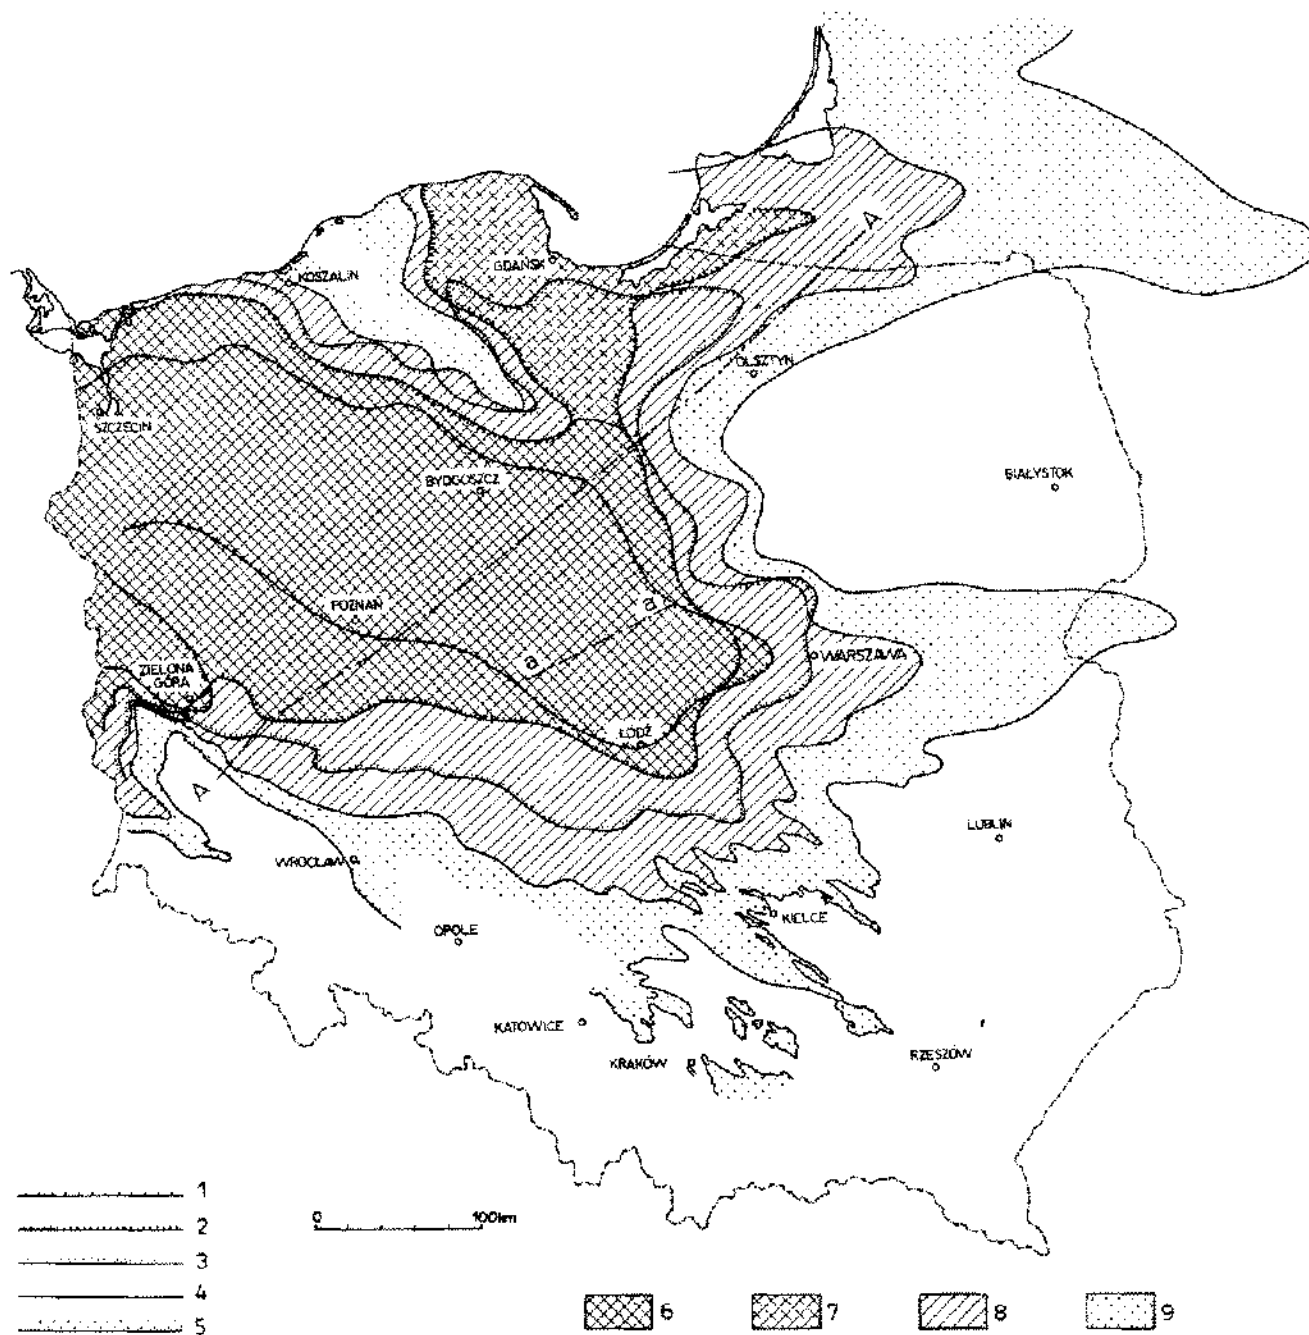 KOSZALIN
GDAŃSK
A
OLSZTYN
SZCZECIN
BYDGOSZCZ
BIAŁYSTOK
POZNAŃ
a
a
WARSZAWA
ZIELONA
GÓRA
ŁÓDŹ
A
LUBLIN
WROCŁAW
KIELCE
OPOLE
KATOWICE
KRAKÓW
RZESZÓW
1
2
3
4
5
0 100km
6 7 8 9